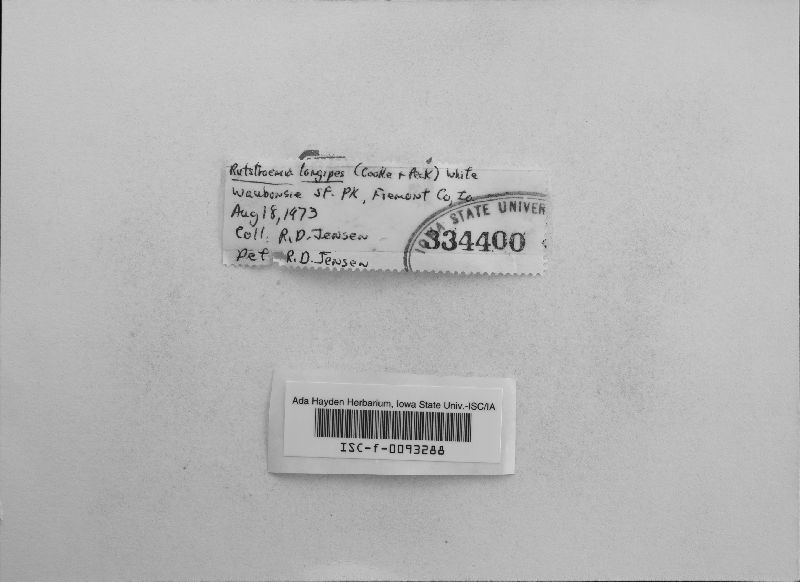 Rutstroemia longipes (Cooke + Peck) White
Waubonsie St. Pk, Fremont Co, Ia
Aug 18, 1973
Coll. R.D. Jensen
Det. R.D. Jensen
IOWA STATE UNIVER
334400
Ada Hayden Herbarium, Iowa State Univ.-ISC/IA
ISC-f-0093288